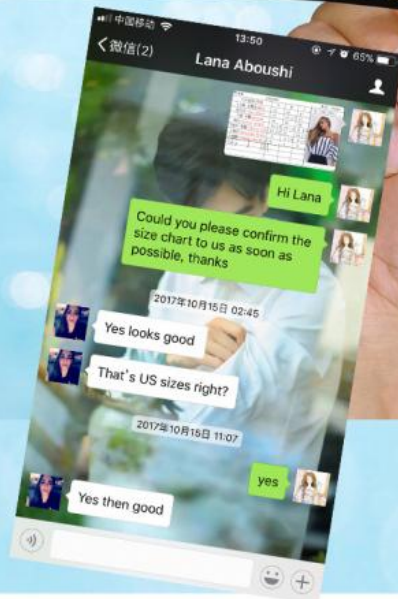 中国移动
13:50
65%
微信(2)
Lana Aboushi
Hi Lana
Could you please confirm the
size chart to us as soon as
possible, thanks
2017年10月15日 02:45
Yes looks good
That's US sizes right?
2017年10月15日 11:07
yes
Yes then good